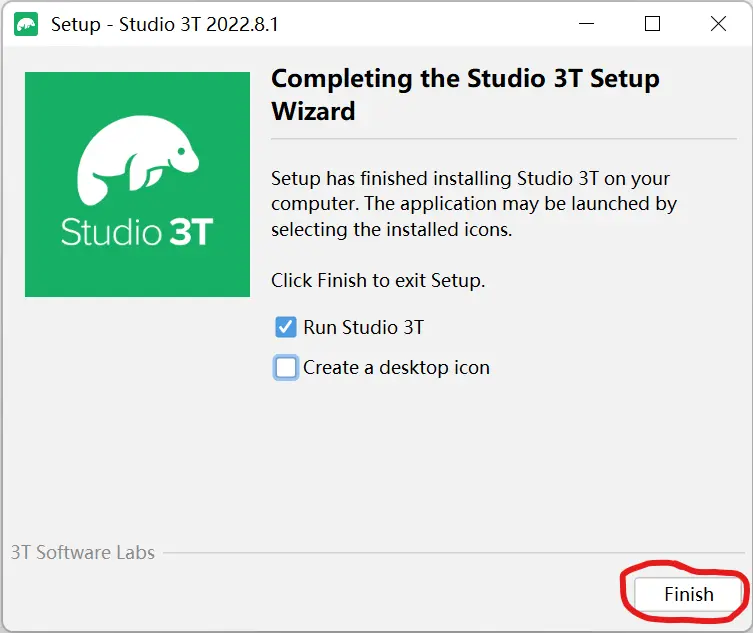 Setup - Studio 3T 2022.8.1
Completing the Studio 3T Setup
Wizard
Studio 3T
Setup has finished installing Studio 3T on your
computer. The application may be launched by
selecting the installed icons.
Click Finish to exit Setup.
Run Studio 3T
Create a desktop icon
3T Software Labs
Finish